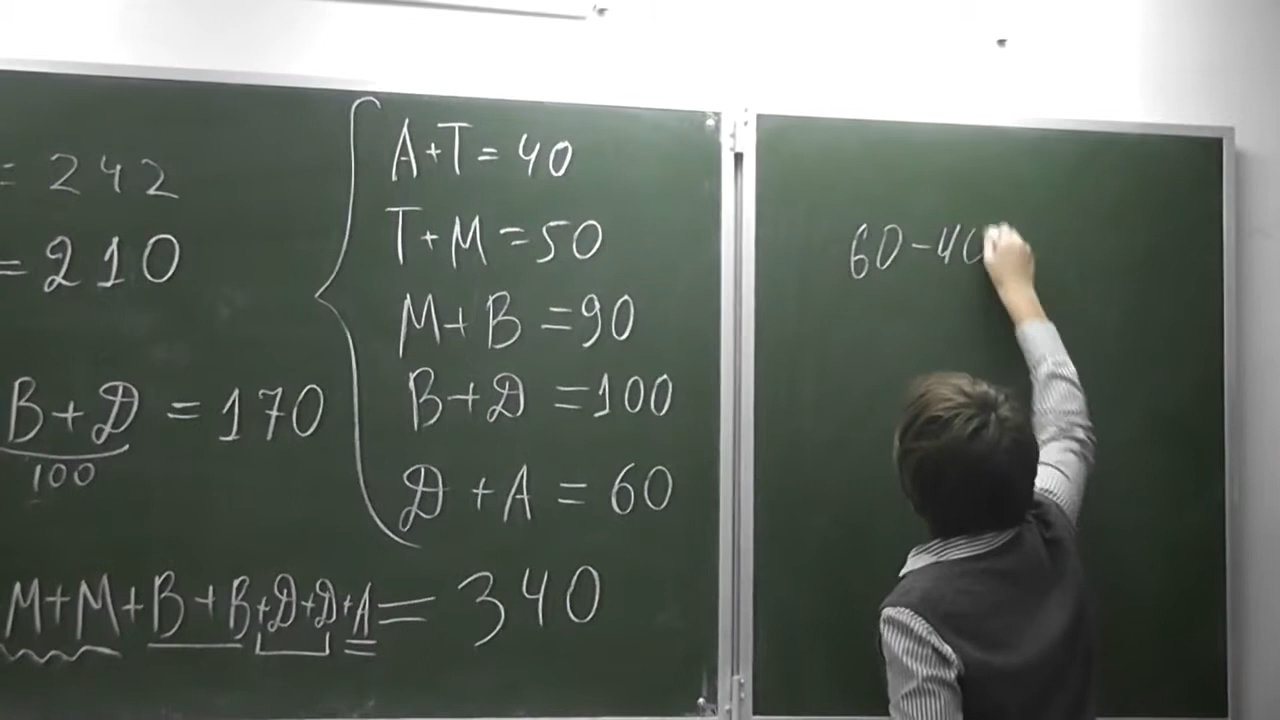 = 242
= 210
B + D = 170
100
M+M+B+B+D+D+A= 340
A+T= 40
T+M=50
M+B =90
B+D =100
D +A = 60
60-40